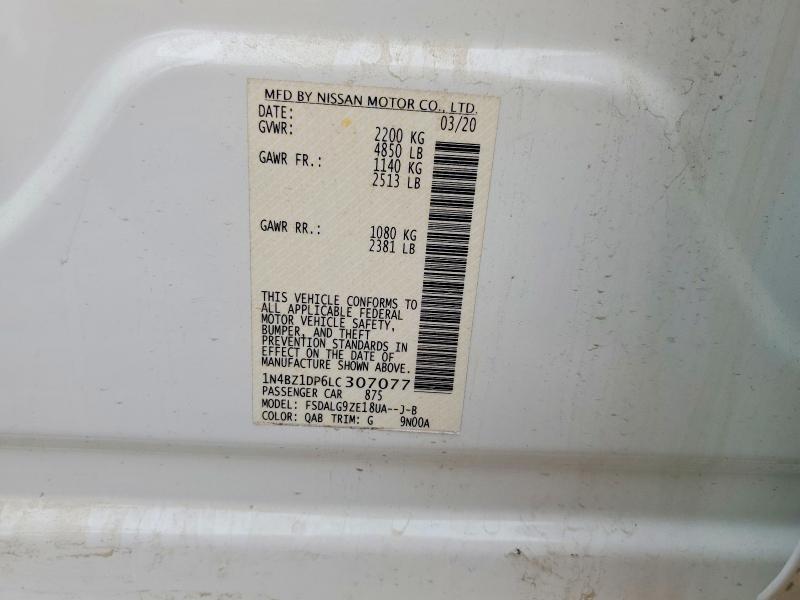 MFD BY NISSAN MOTOR CO., LTD.
DATE: 03/20
GVWR: 2200 KG
4850 LB
GAWR FR.: 1140 KG
2513 LB
GAWR RR.: 1080 KG
2381 LB
THIS VEHICLE CONFORMS TO
ALL APPLICABLE FEDERAL
MOTOR VEHICLE SAFETY,
BUMPER, AND THEFT
PREVENTION STANDARDS IN
EFFECT ON THE DATE OF
MANUFACTURE SHOWN ABOVE.
1N4BZ1DP6LC307077
PASSENGER CAR 875
MODEL: FSDALG9ZE18UA--J-B
COLOR: QAB TRIM: G 9N00A